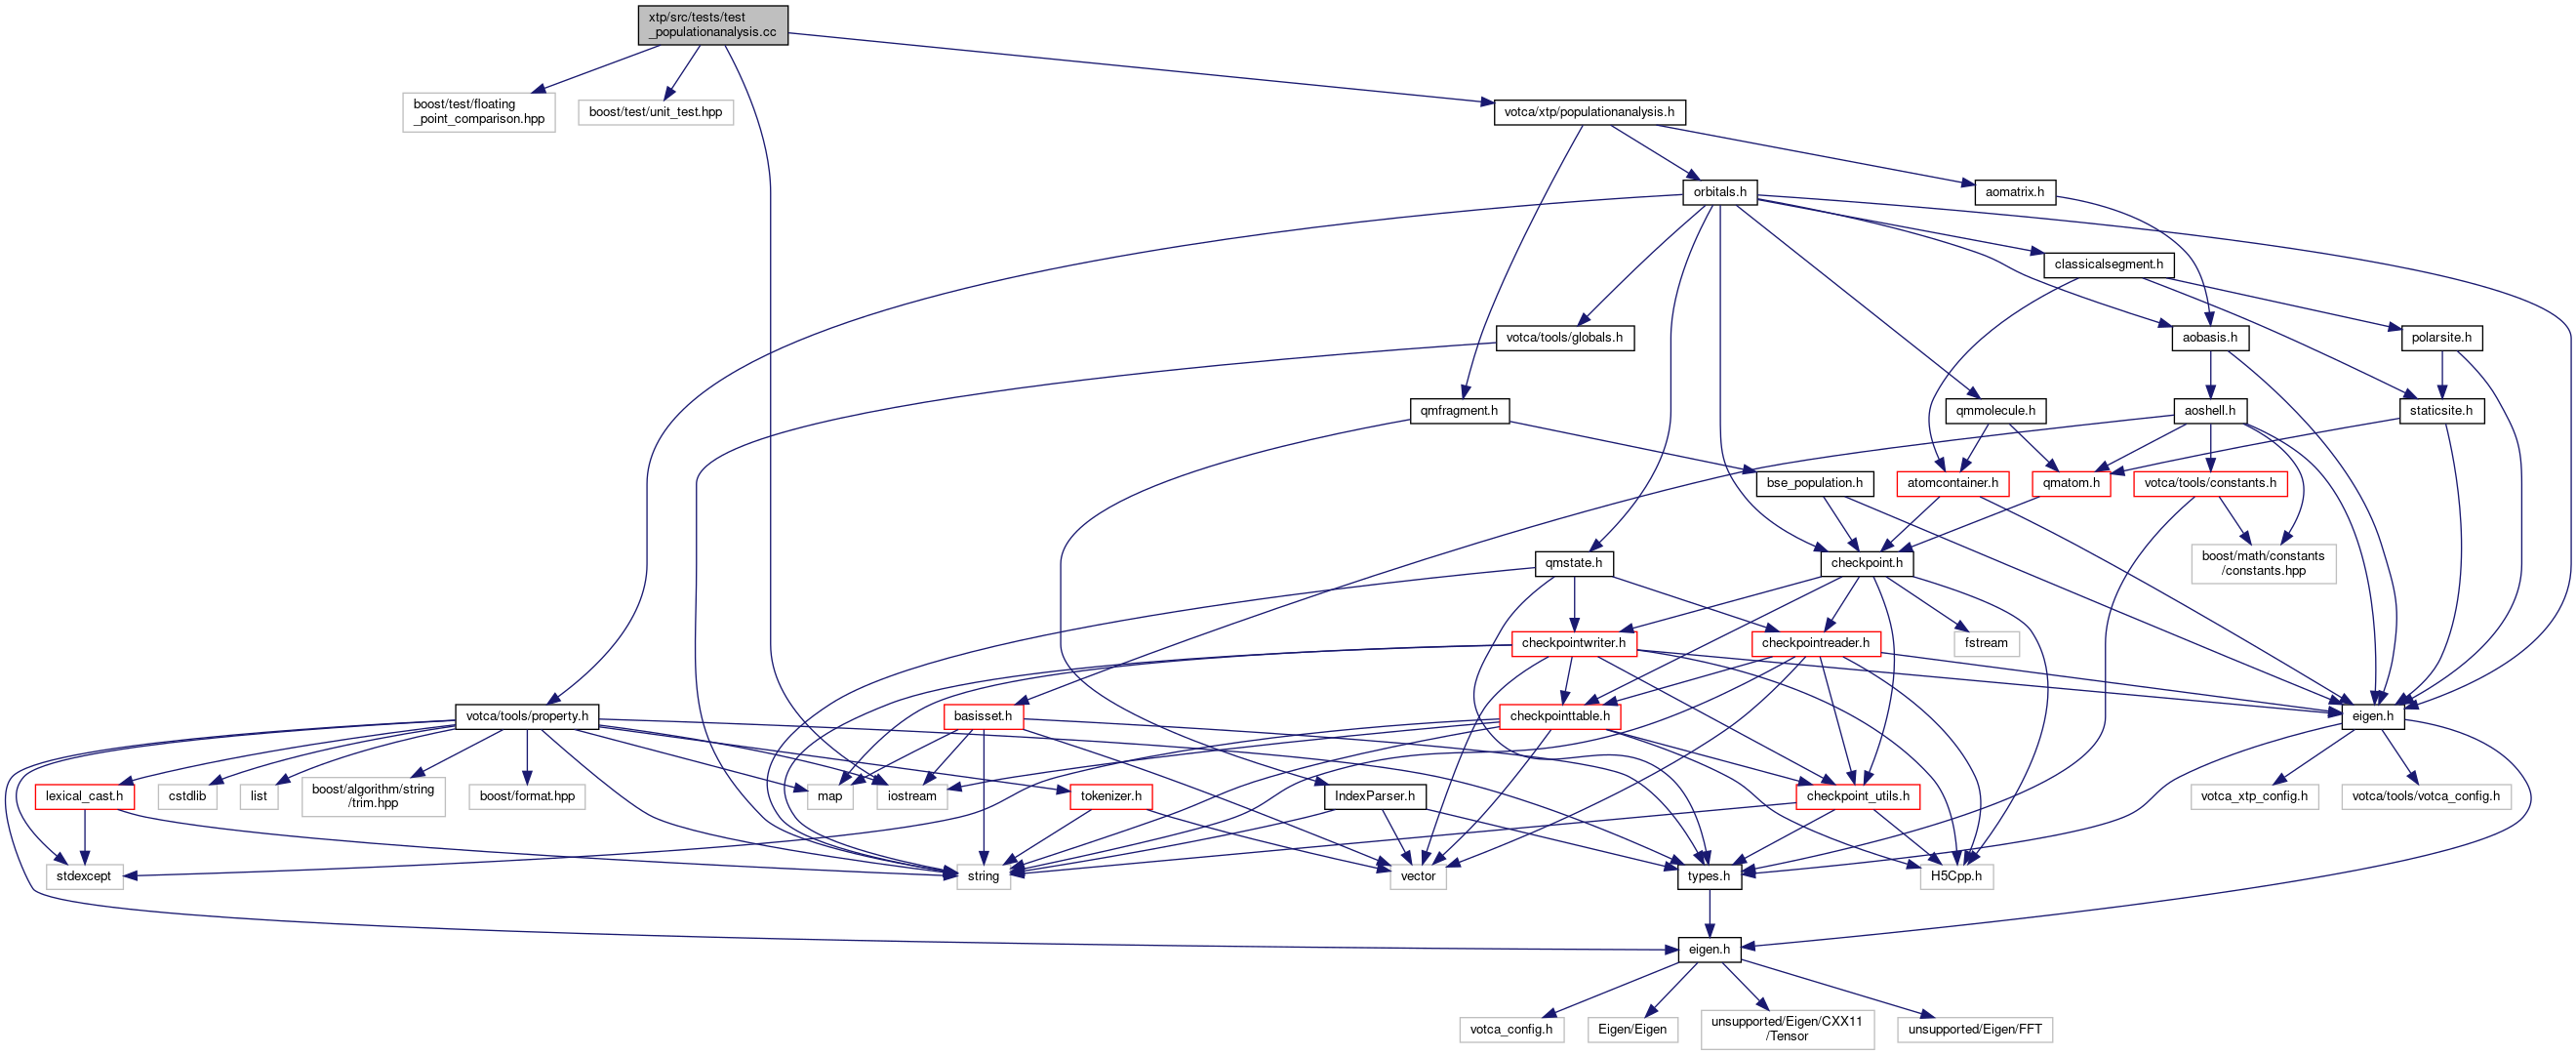 xtp/src/tests/test
_populationanalysis.cc
boost/test/floating
_point_comparison.hpp
boost/test/unit_test.hpp
votca/xtp/populationanalysis.h
orbitals.h
aomatrix.h
classicalsegment.h
votca/tools/globals.h
aobasis.h
polarsite.h
qmfragment.h
qmmolecule.h
aoshell.h
staticsite.h
bse_population.h
atomcontainer.h
qmatom.h
votca/tools/constants.h
qmstate.h
checkpoint.h
boost/math/constants
/constants.hpp
checkpointwriter.h
checkpointreader.h
fstream
votca/tools/property.h
basisset.h
checkpointtable.h
eigen.h
lexical_cast.h
cstdlib
list
boost/algorithm/string
/trim.hpp
boost/format.hpp
map
iostream
tokenizer.h
IndexParser.h
checkpoint_utils.h
votca_xtp_config.h
votca/tools/votca_config.h
stdexcept
string
vector
types.h
H5Cpp.h
eigen.h
votca_config.h
Eigen/Eigen
unsupported/Eigen/CXX11
/Tensor
unsupported/Eigen/FFT